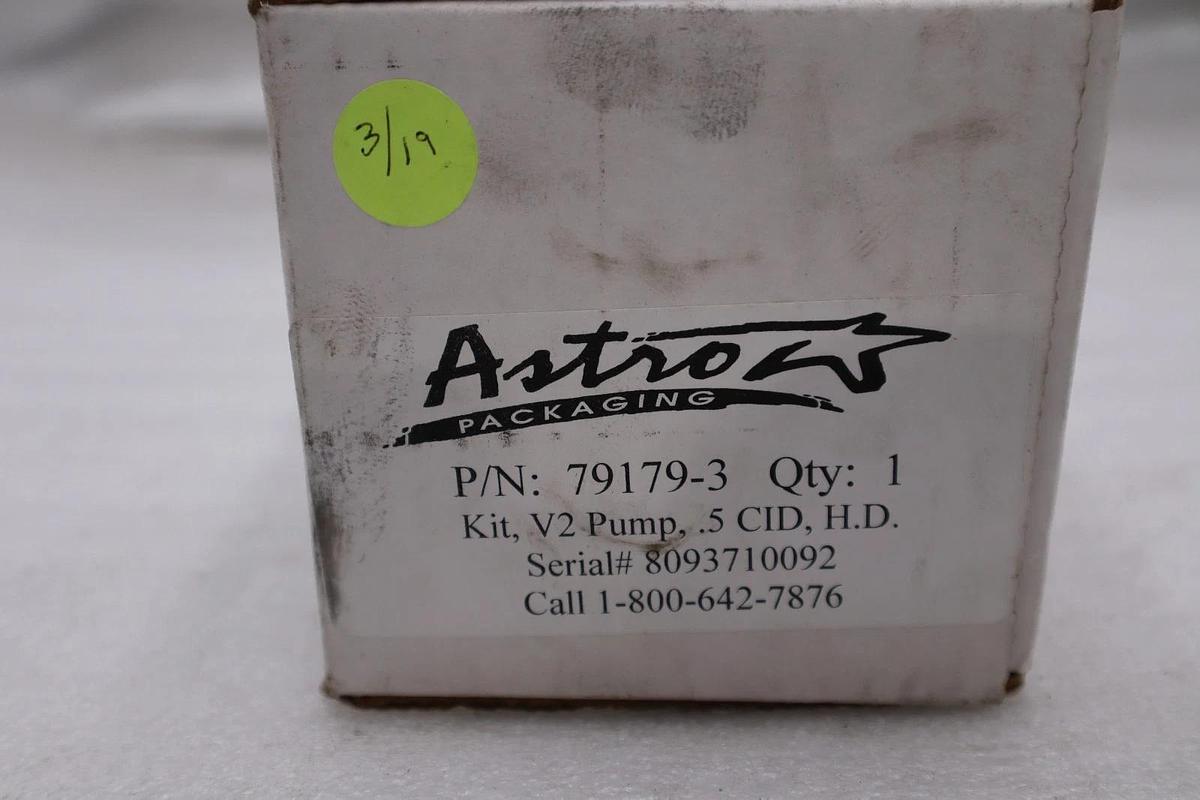 3/19
Astro
PACKAGING
P/N: 79179-3 Qty: 1
Kit, V2 Pump, .5 CID, H.D.
Serial# 8093710092
Call 1-800-642-7876